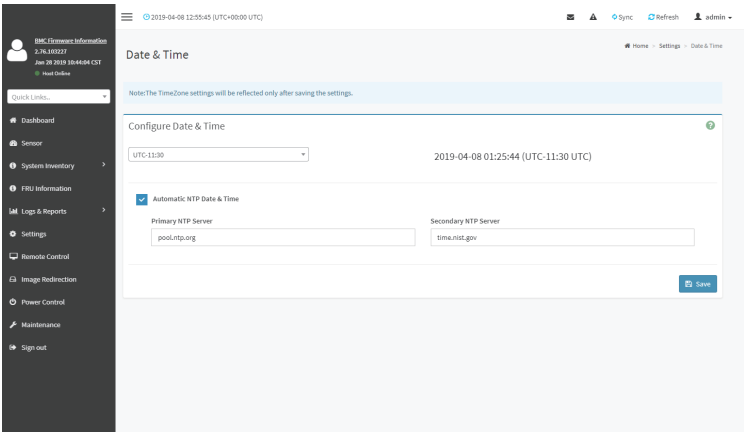 2019-04-08 12:55:45 (UTC+00:00 UTC)
Sync
Refresh
admin
BMC Firmware Information
2.76.103227
Jan 28 2019 10:44:04 CST
Host Online
Quick Links..
Dashboard
Sensor
System Inventory
FRU Information
Logs & Reports
Settings
Remote Control
Image Redirection
Power Control
Maintenance
Sign out
Date & Time
Home > Settings > Date & Time
Note:The TimeZone settings will be reflected only after saving the settings.
Configure Date & Time
UTC-11:30
2019-04-08 01:25:44 (UTC-11:30 UTC)
Automatic NTP Date & Time
Primary NTP Server
pool.ntp.org
Secondary NTP Server
time.nist.gov
Save